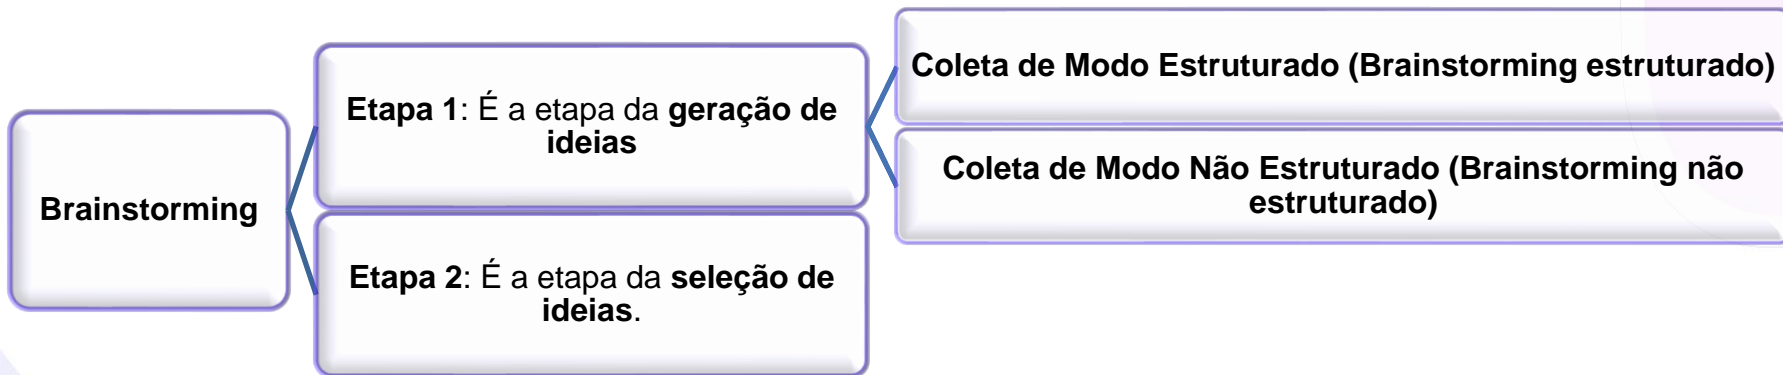 Brainstorming
Etapa 1: É a etapa da geração de
ideias
Etapa 2: É a etapa da seleção de
ideias.
Coleta de Modo Estruturado (Brainstorming estruturado)
Coleta de Modo Não Estruturado (Brainstorming não
estruturado)